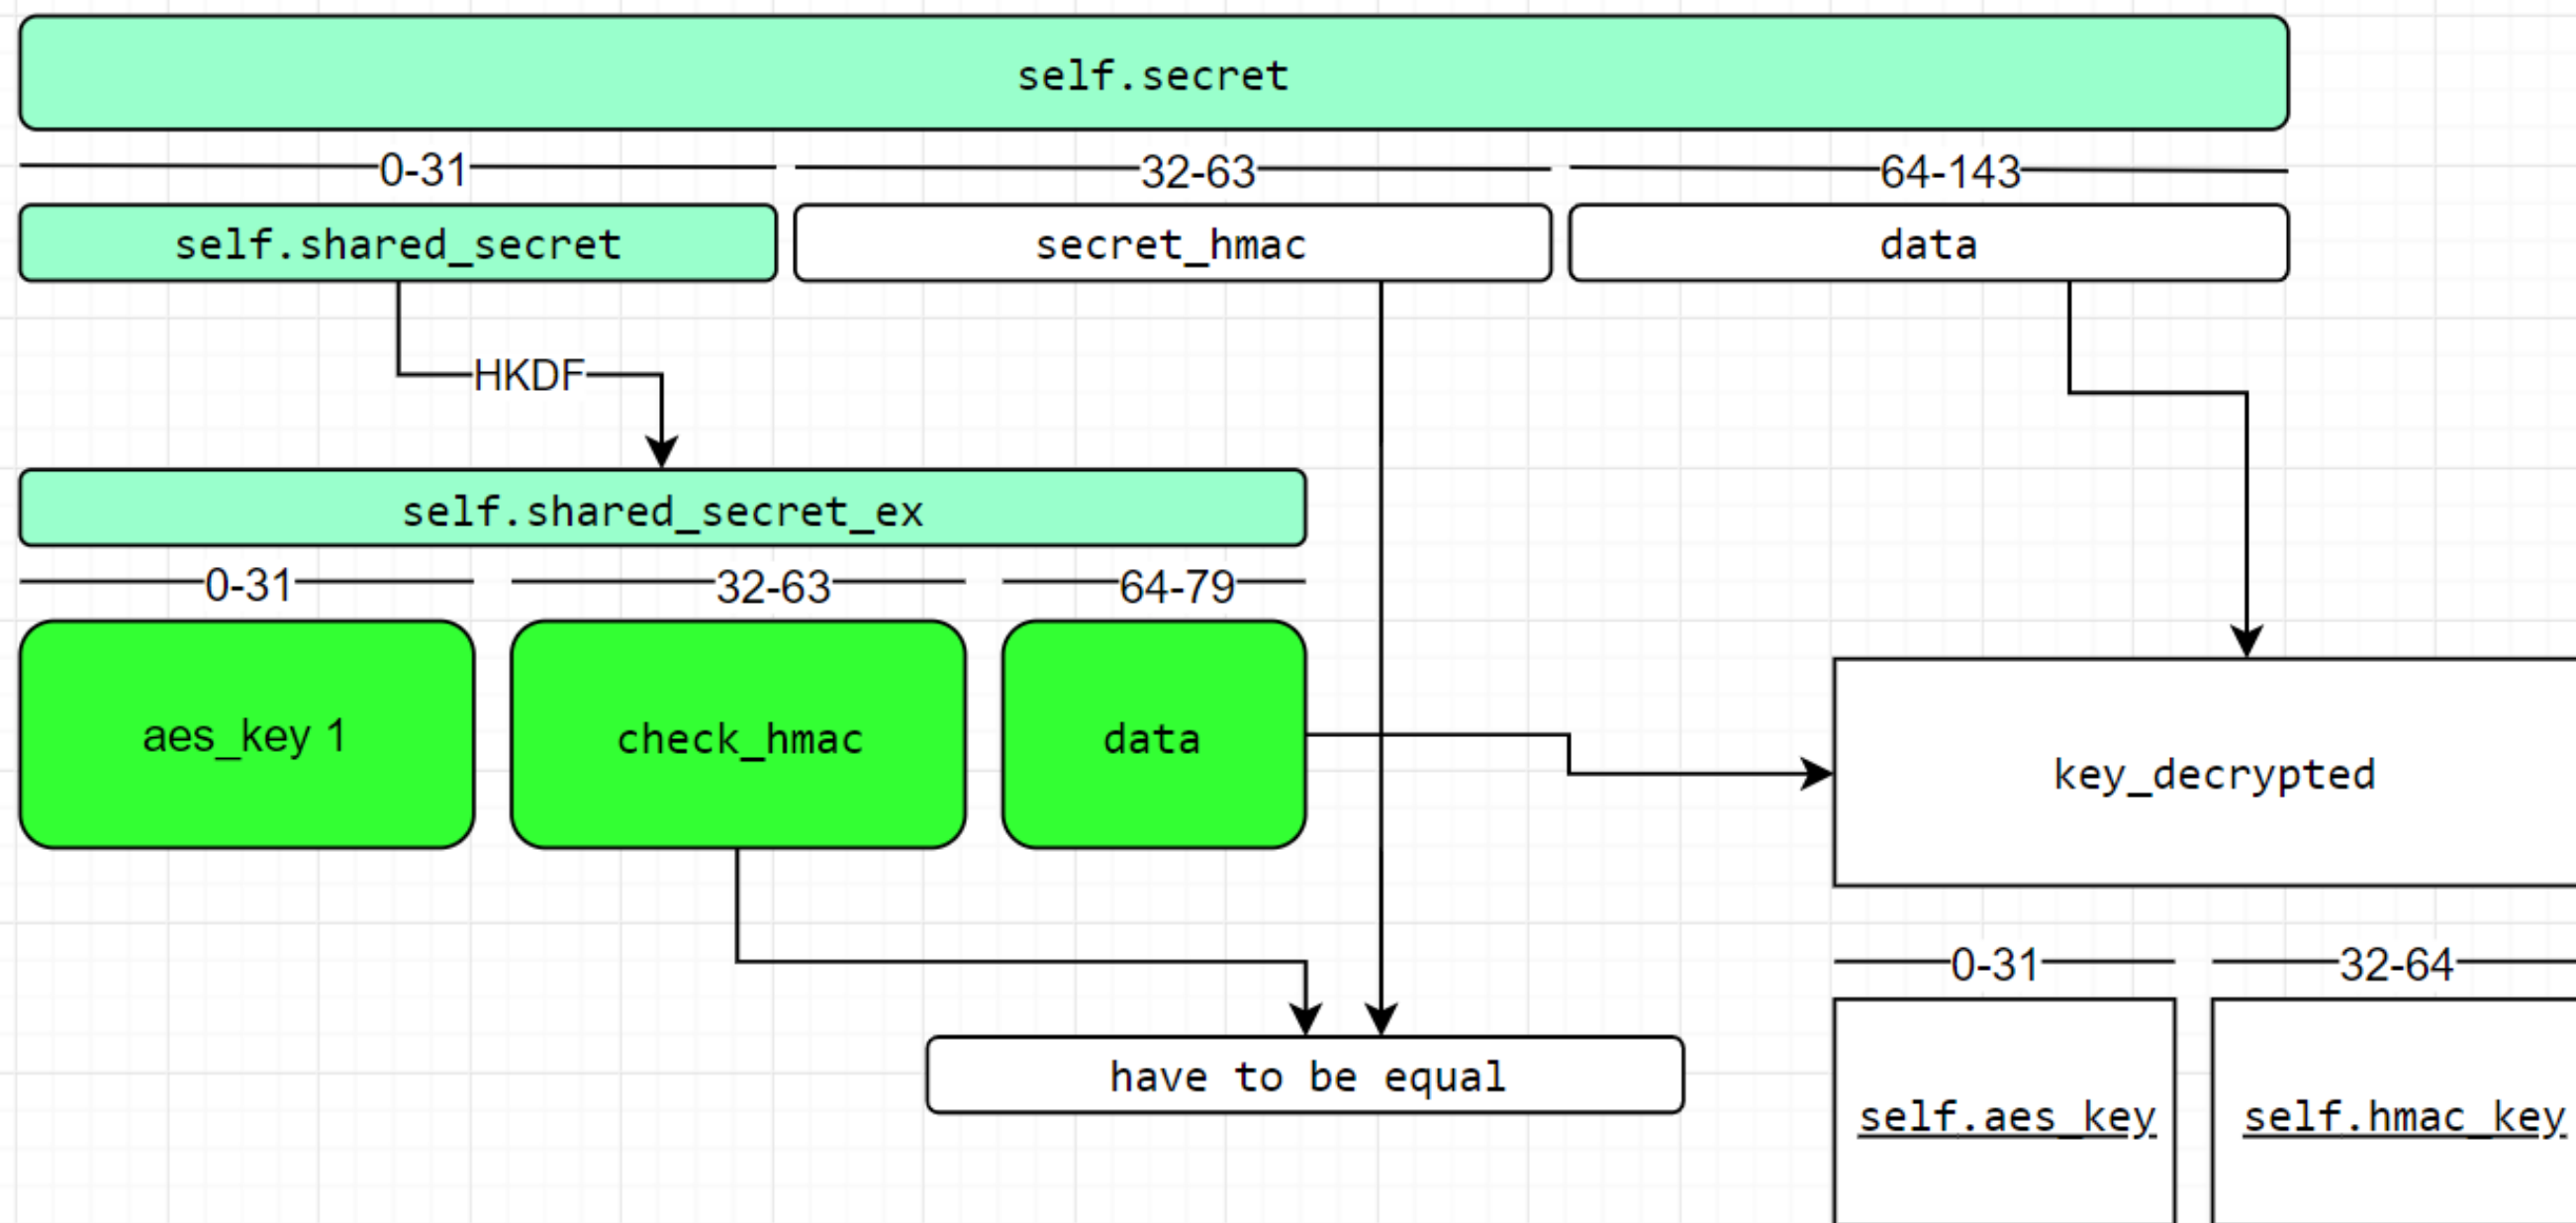 self.secret
0-31
32-63
64-143
self.shared_secret
secret_hmac
data
HKDF
self.shared_secret_ex
0-31
32-63
64-79
aes_key 1
check_hmac
data
key_decrypted
0-31
32-64
have to be equal
self.aes_key
self.hmac_key